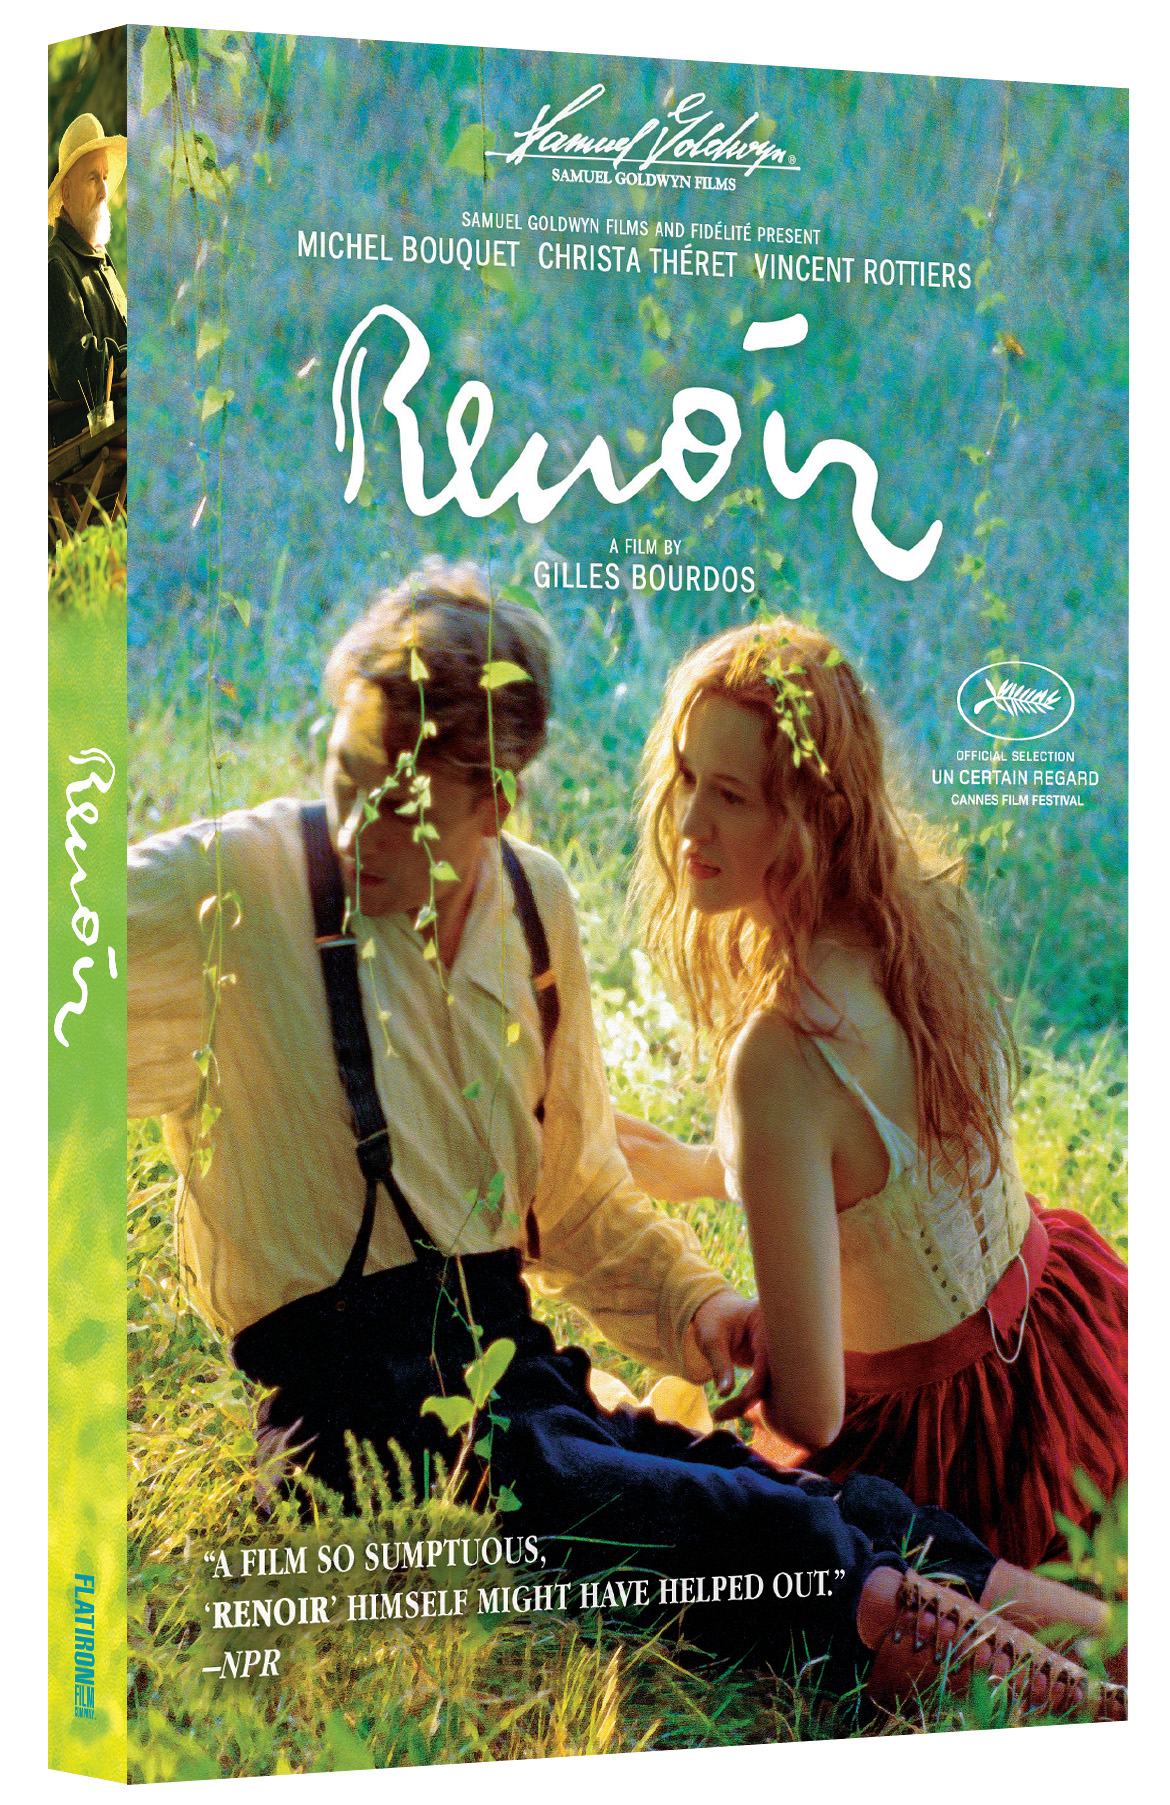 Samuel Goldwyn®
SAMUEL GOLDWYN FILMS
SAMUEL GOLDWYN FILMS AND FIDÉLITÉ PRESENT
MICHEL BOUQUET CHRISTA THÉRET VINCENT ROTTIERS
Renoir
A FILM BY
GILLES BOURDOS
OFFICIAL SELECTION
UN CERTAIN REGARD
CANNES FILM FESTIVAL
“A FILM SO SUMPTUOUS,
‘RENOIR’ HIMSELF MIGHT HAVE HELPED OUT.”
–NPR
Renoir
FLATIRON
FILM
COMPANY